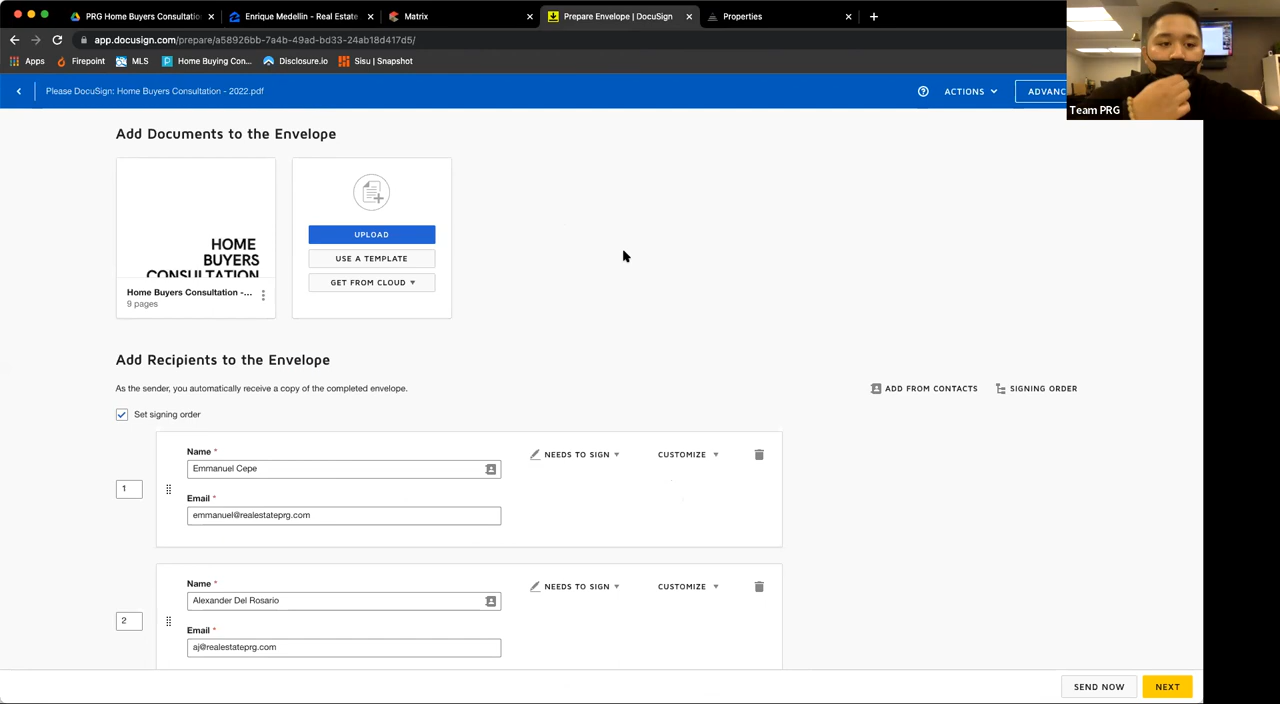 PRG Home Buyers Consultatio
Enrique Medellin - Real Estate
Matrix
Prepare Envelope | DocuSign
Properties
app.docusign.com/prepare/a58926bb-7a4b-49ad-bd33-24ab18d417d5/
Apps
Firepoint
MLS
Home Buying Con...
Disclosure.io
Sisu | Snapshot
Please DocuSign: Home Buyers Consultation - 2022.pdf
ACTIONS
ADVANC
Team PRG
Add Documents to the Envelope
HOME
BUYERS
CONSULTATION
Home Buyers Consultation -...
9 pages
UPLOAD
USE A TEMPLATE
GET FROM CLOUD
Add Recipients to the Envelope
As the sender, you automatically receive a copy of the completed envelope.
ADD FROM CONTACTS
SIGNING ORDER
Set signing order
1
Name *
Emmanuel Cepe
NEEDS TO SIGN
CUSTOMIZE
Email *
emmanuel@realestateprg.com
2
Name *
Alexander Del Rosario
NEEDS TO SIGN
CUSTOMIZE
Email *
aj@realestateprg.com
SEND NOW
NEXT